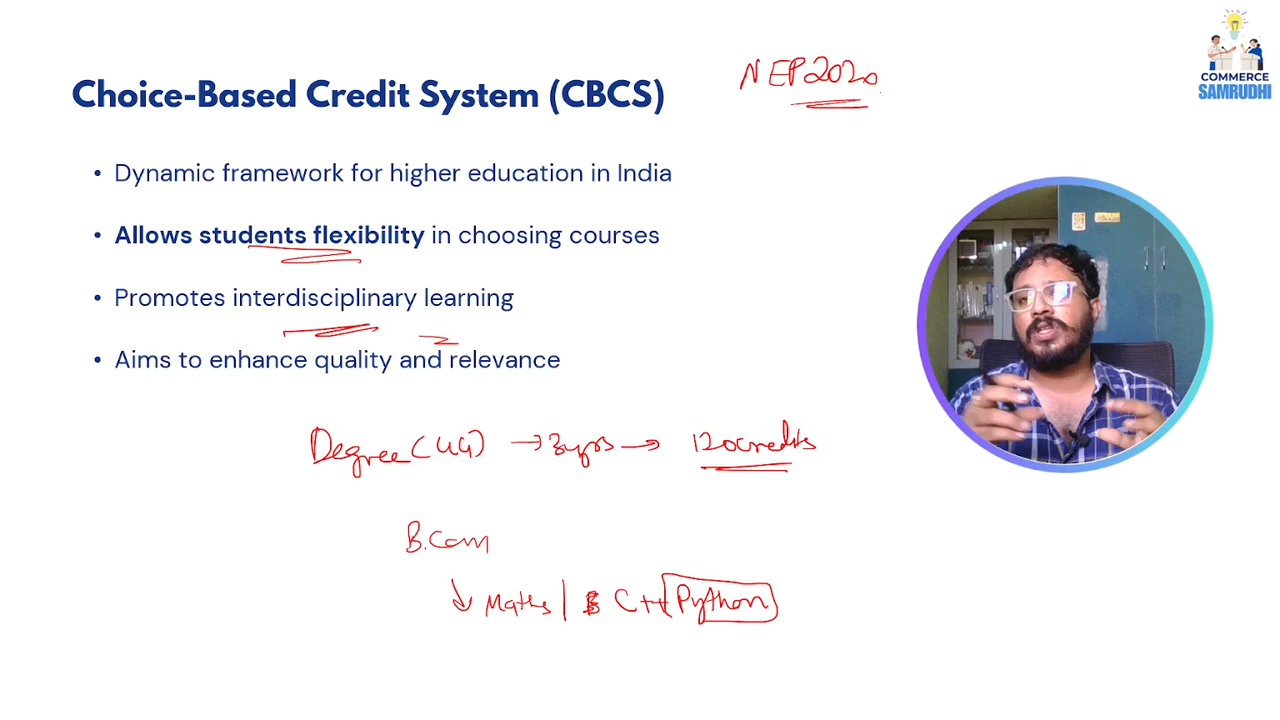 NEP2020
COMMERCE
SAMRUDHI
Choice-Based Credit System (CBCS)
• Dynamic framework for higher education in India
• Allows students flexibility in choosing courses
• Promotes interdisciplinary learning
• Aims to enhance quality and relevance
Degree (UG) → 3yrs → 120credits
B.Com
↓ Maths | C++ Python